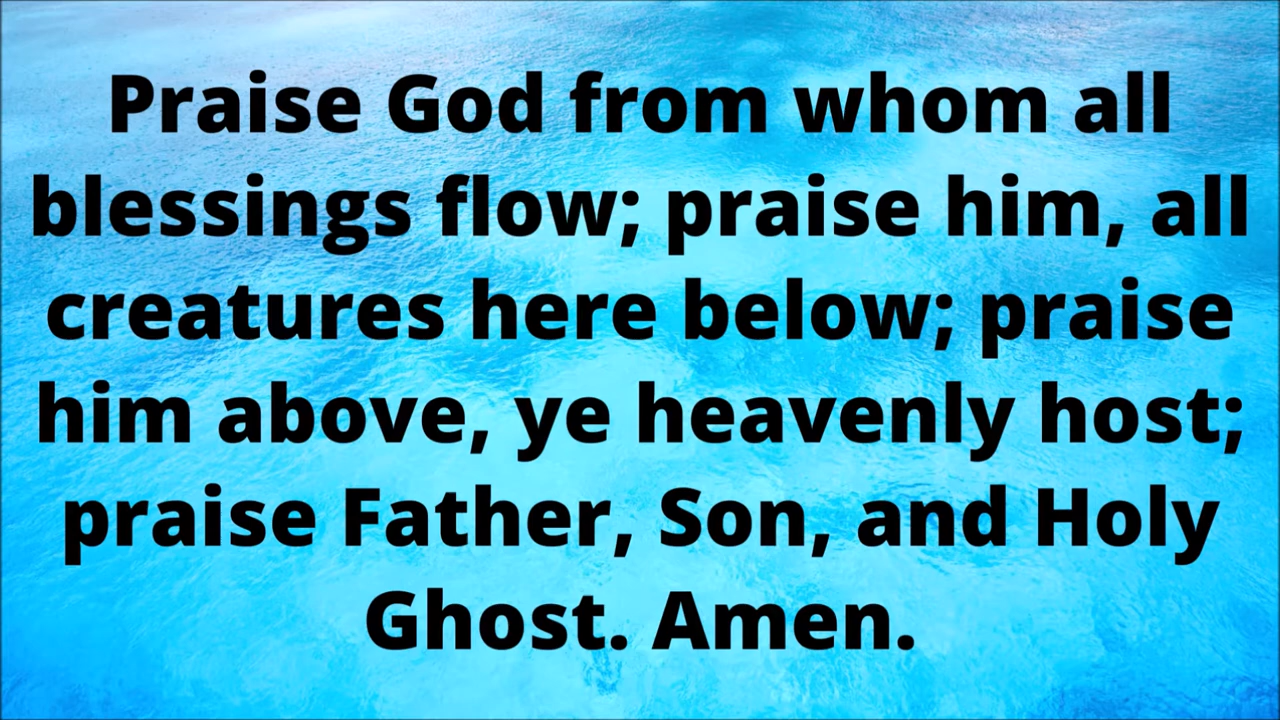 Praise God from whom all
blessings flow; praise him, all
creatures here below; praise
him above, ye heavenly host;
praise Father, Son, and Holy
Ghost. Amen.